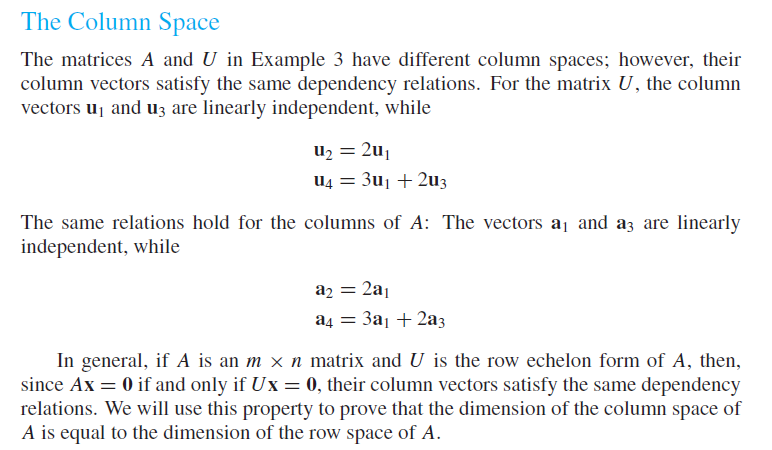 The Column Space
The matrices A and U in Example 3 have different column spaces; however, their
column vectors satisfy the same dependency relations. For the matrix U, the column
vectors u₁ and u₃ are linearly independent, while
u₂ = 2u₁
u₄ = 3u₁ + 2u₃
The same relations hold for the columns of A: The vectors a₁ and a₃ are linearly
independent, while
a₂ = 2a₁
a₄ = 3a₁ + 2a₃
In general, if A is an m × n matrix and U is the row echelon form of A, then,
since Ax = 0 if and only if Ux = 0, their column vectors satisfy the same dependency
relations. We will use this property to prove that the dimension of the column space of
A is equal to the dimension of the row space of A.